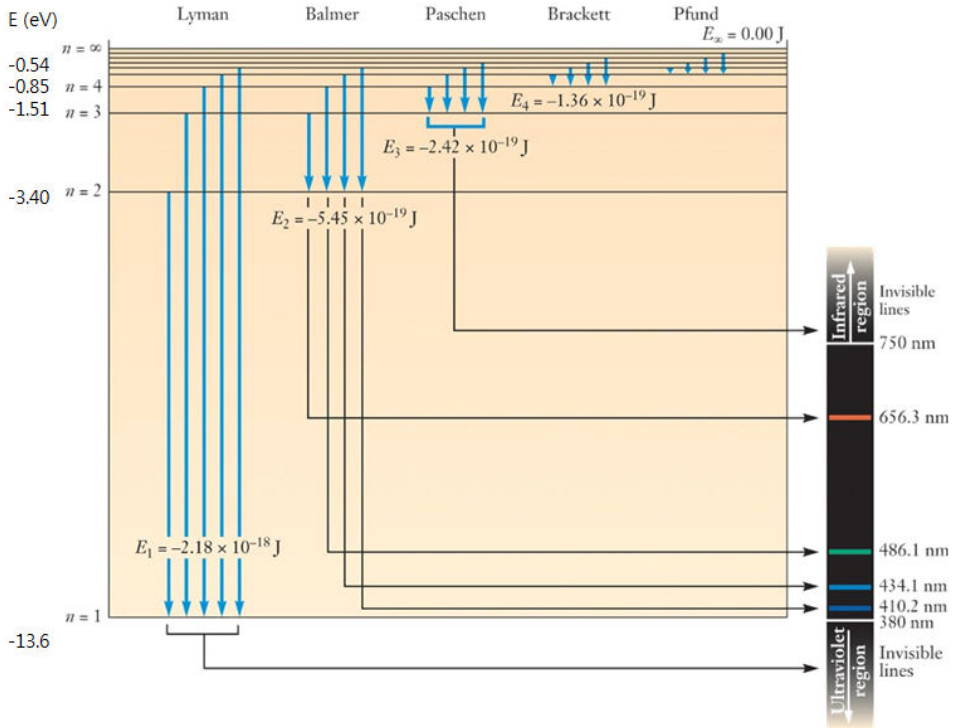 E (eV)
Lyman
Balmer
Paschen
Brackett
Pfund
E∞ = 0.00 J
n = ∞
-0.54
-0.85
n = 4
E4 = −1.36 × 10−19 J
-1.51
n = 3
E3 = −2.42 × 10−19 J
-3.40
n = 2
E2 = −5.45 × 10−19 J
Infrared
region
Invisible
lines
750 nm
656.3 nm
E1 = −2.18 × 10−18 J
486.1 nm
434.1 nm
410.2 nm
n = 1
380 nm
-13.6
Ultraviolet
region
Invisible
lines